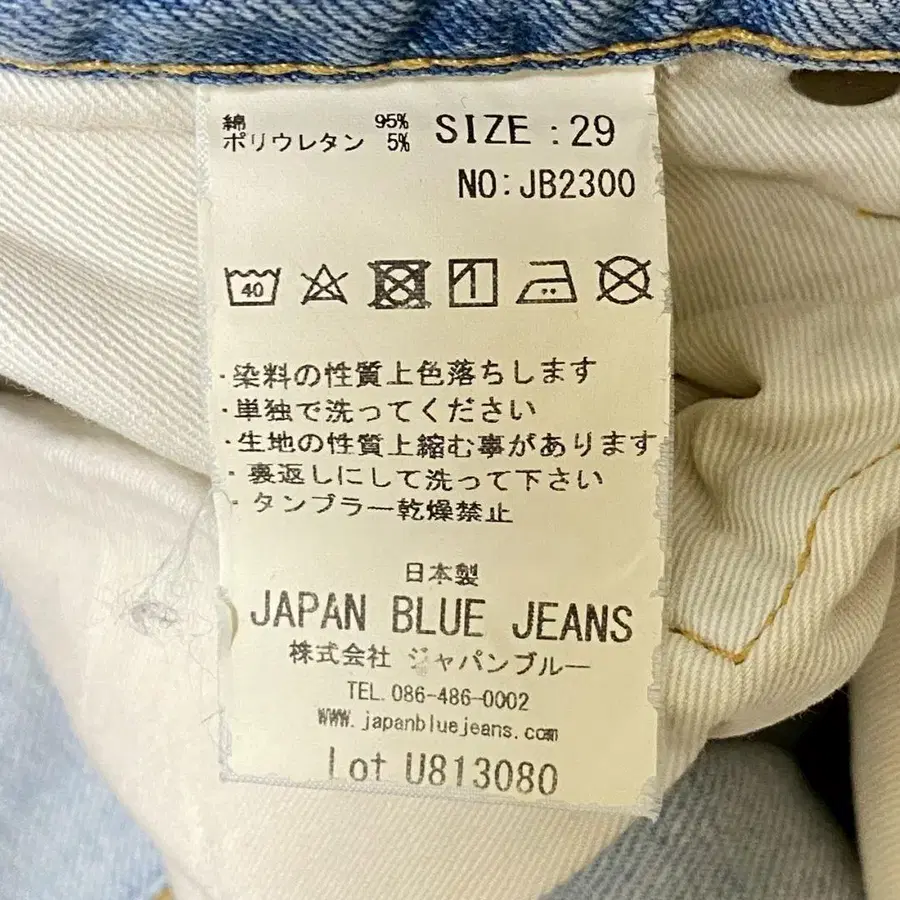 綿 95% SIZE : 29
ポリウレタン 5%
NO:JB2300
40
・染料の性質上色落ちします
・単独で洗ってください
・生地の性質上縮む事があります
・裏返しにして洗って下さい
・タンブラー乾燥禁止
日本製
JAPAN BLUE JEANS
株式会社 ジャパンブルー
TEL. 086-486-0002
www.japanbluejeans.com
Lot U813080